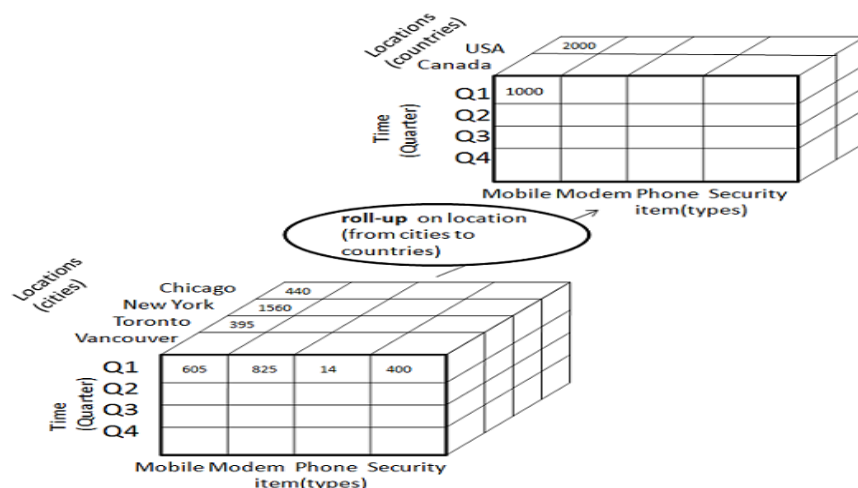 Locations
(countries)
USA
Canada
2000
Time
(Quarter)
Q1
Q2
Q3
Q4
1000
Mobile Modem Phone Security
item(types)
roll-up on location
(from cities to
countries)
Locations
(cities)
Chicago
New York
Toronto
Vancouver
440
1560
395
Time
(Quarter)
Q1
Q2
Q3
Q4
605 825 14 400
Mobile Modem Phone Security
item(types)